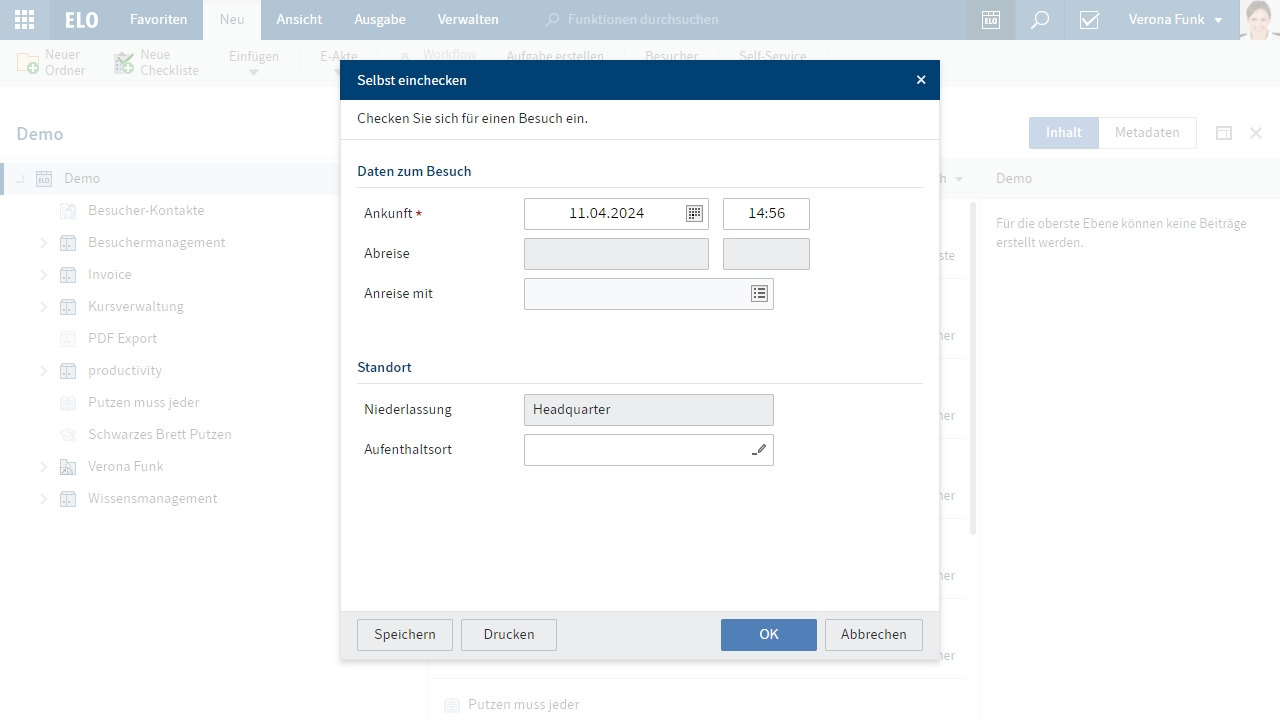 ELO Favoriten Neu Ansicht Ausgabe Verwalten Funktionen durchsuchen ELO Verona Funk
Neuer Ordner
Neue Checkliste
Einfügen
E-Akte
Workflow
Aufgabe erstellen
Besucher
Self-Service
Selbst einchecken
Checken Sie sich für einen Besuch ein.
Demo
Inhalt Metadaten
Demo
Besucher-Kontakte
Besuchermanagement
Invoice
Kursverwaltung
PDF Export
productivity
Putzen muss jeder
Schwarzes Brett Putzen
Verona Funk
Wissensmanagement
Daten zum Besuch
Ankunft * 11.04.2024 14:56
Abreise
Anreise mit
Standort
Niederlassung Headquarter
Aufenthaltsort
Speichern Drucken OK Abbrechen
Putzen muss jeder
Demo
Für die oberste Ebene können keine Beiträge
erstellt werden.